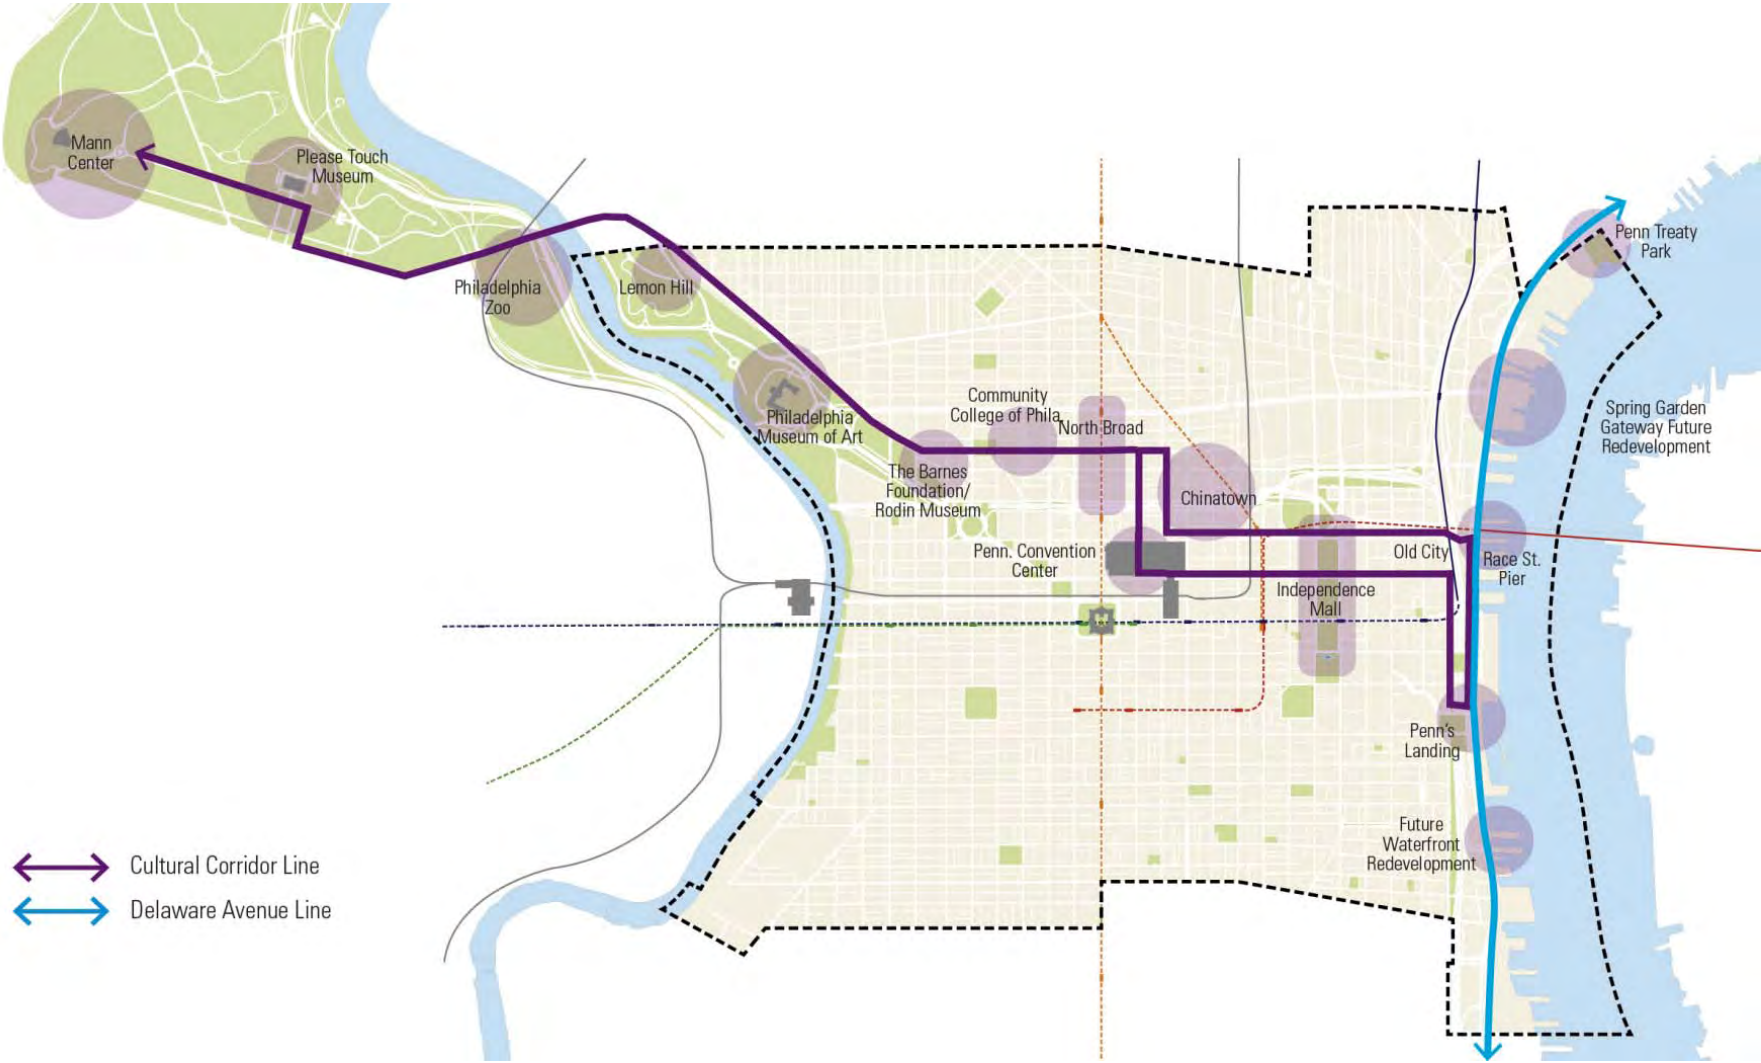 Mann
Center
Please Touch
Museum
Philadelphia
Zoo
Lemon Hill
Philadelphia
Museum of Art
Community
College of Phila.
North Broad
The Barnes
Foundation/
Rodin Museum
Chinatown
Penn. Convention
Center
Independence
Mall
Old City
Race St.
Pier
Penn Treaty
Park
Spring Garden
Gateway Future
Redevelopment
Penn's
Landing
Future
Waterfront
Redevelopment
Cultural Corridor Line
Delaware Avenue Line